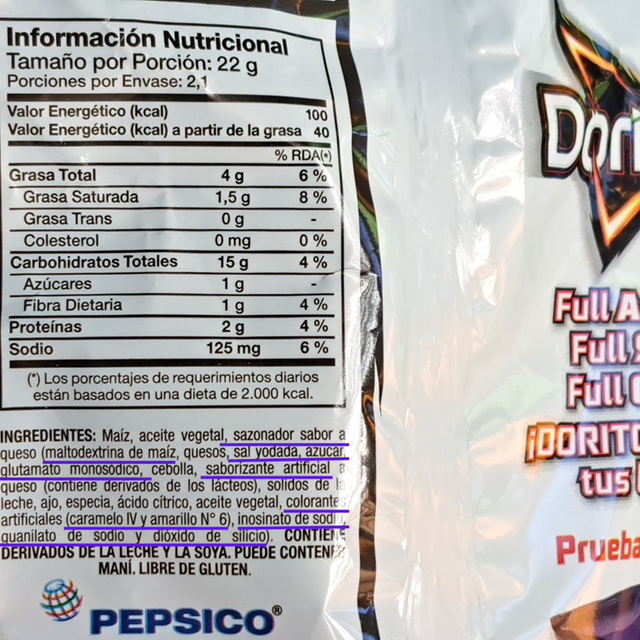 Información Nutricional
Tamaño por Porción: 22 g
Porciones por Envase: 2,1
Valor Energético (kcal) 100
Valor Energético (kcal) a partir de la grasa 40
% RDA(*)
Grasa Total 4 g 6 %
Grasa Saturada 1,5 g 8 %
Grasa Trans 0 g -
Colesterol 0 mg 0 %
Carbohidratos Totales 15 g 4 %
Azúcares 1 g -
Fibra Dietaria 1 g 4 %
Proteínas 2 g 4 %
Sodio 125 mg 6 %
(*) Los porcentajes de requerimientos diarios
están basados en una dieta de 2.000 kcal.
INGREDIENTES: Maíz, aceite vegetal, sazonador sabor a
queso (maltodextrina de maíz, quesos, sal yodada, azúcar,
glutamato monosódico, cebolla, saborizante artificial a
queso (contiene derivados de los lácteos), solidos de la
leche, ajo, especia, ácido cítrico, aceite vegetal, colorantes
artificiales (caramelo IV y amarillo N° 6), inosinato de sodio,
guanilato de sodio y dióxido de silicio). CONTIENE
DERIVADOS DE LA LECHE Y LA SOYA. PUEDE CONTENER
MANÍ. LIBRE DE GLUTEN.
PEPSICO®
Dori
Full
Full
Full
¡DORITO
tus
Prueba